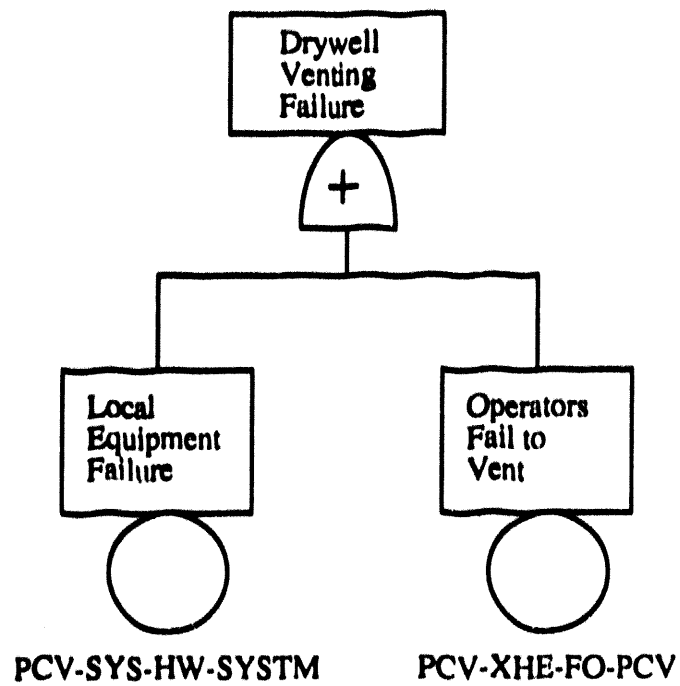 Drywell
Venting
Failure
+
Local
Equipment
Failure
Operators
Fail to
Vent
PCV-SYS-HW-SYSTM
PCV-XHE-FO-PCV